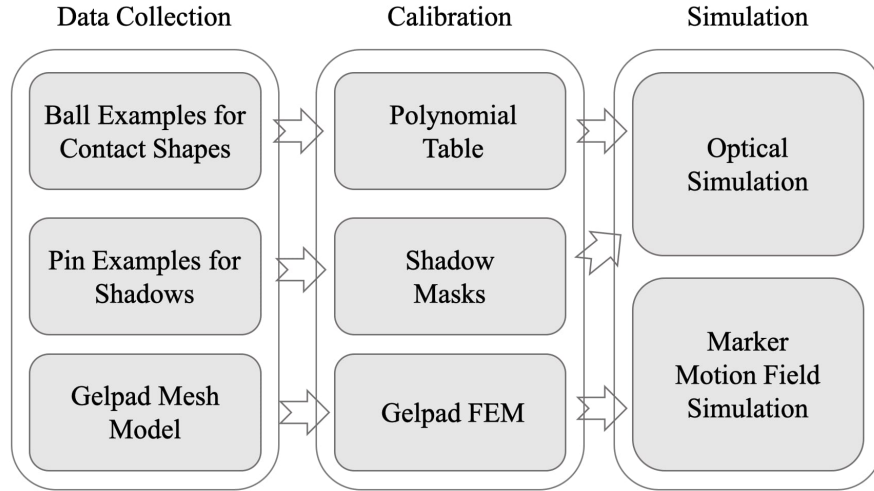 Data Collection
Calibration
Simulation
Ball Examples for
Contact Shapes
Polynomial
Table
Optical
Simulation
Pin Examples for
Shadows
Shadow
Masks
Gelpad Mesh
Model
Gelpad FEM
Marker
Motion Field
Simulation